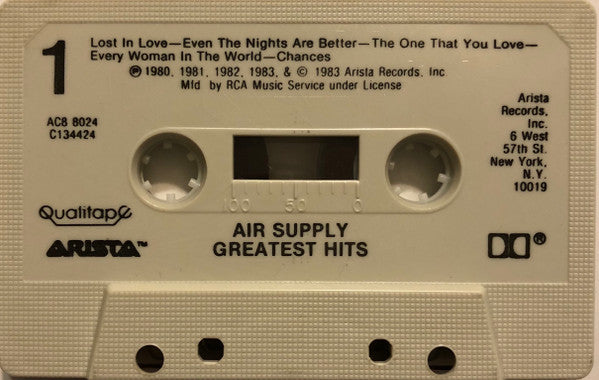 1
Lost In Love—Even The Nights Are Better—The One That You Love—
Every Woman In The World—Chances
℗ 1980, 1981, 1982, 1983, & © 1983 Arista Records, Inc
Mfd by RCA Music Service under License
AC8 8024
C134424
Arista
Records,
Inc.
6 West
57th St.
New York,
N.Y.
10019
100 50 0
Qualitape
ARISTA™
AIR SUPPLY
GREATEST HITS
®